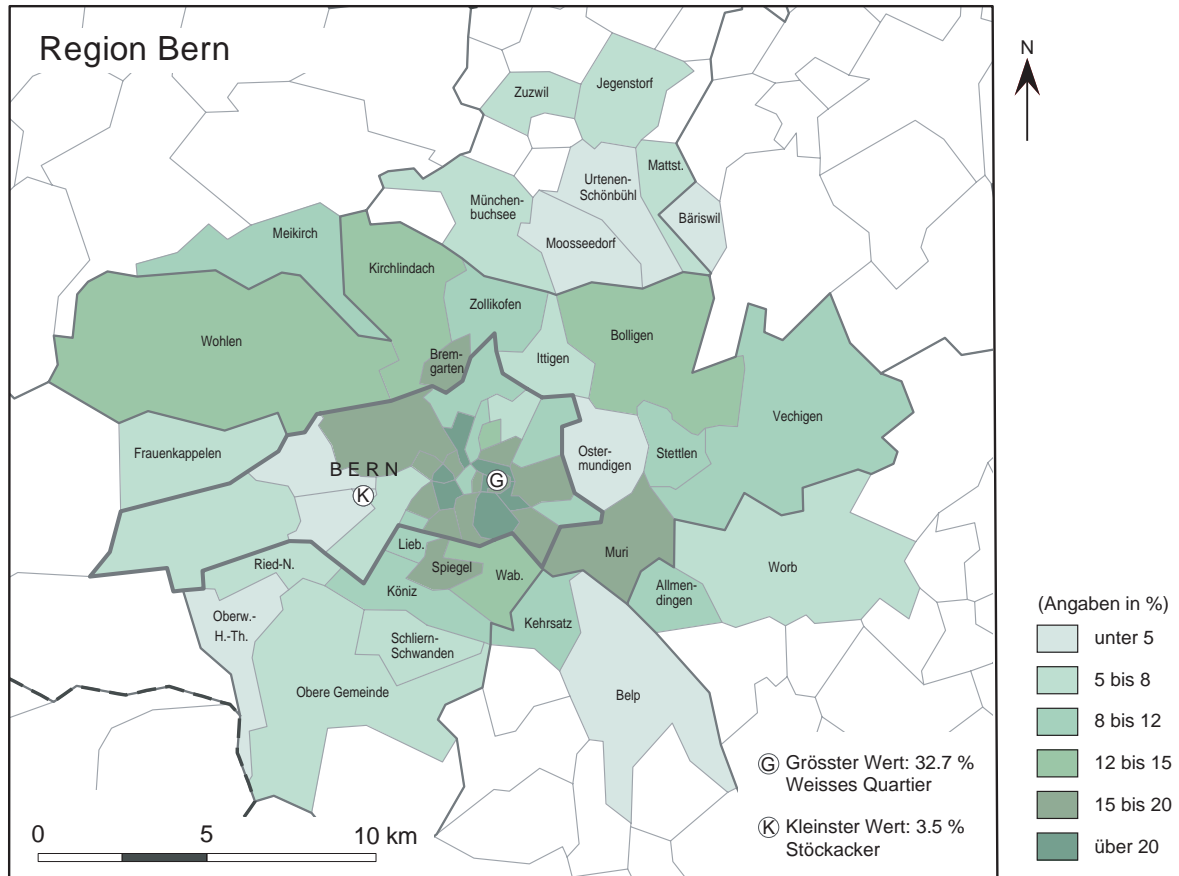 Region Bern
N
Jegenstorf
Zuzwil
Mattst.
Urtenen-
Schönbühl
München-
buchsee
Bäriswil
Meikirch
Moosseedorf
Kirchlindach
Zollikofen
Bolligen
Wohlen
Brem-
garten
Ittigen
Vechigen
Frauenkappelen
Oster-
mundigen
Stettlen
BERN
G
K
Lieb.
Muri
Ried-N.
Spiegel
Wab.
Worb
Köniz
Allmen-
dingen
Oberw.-
H.-Th.
Kehrsatz
Schliern-
Schwanden
Obere Gemeinde
Belp
(Angaben in %)
unter 5
5 bis 8
8 bis 12
12 bis 15
15 bis 20
über 20
G Grösster Wert: 32.7 %
Weisses Quartier
K Kleinster Wert: 3.5 %
Stöckacker
0 5 10 km